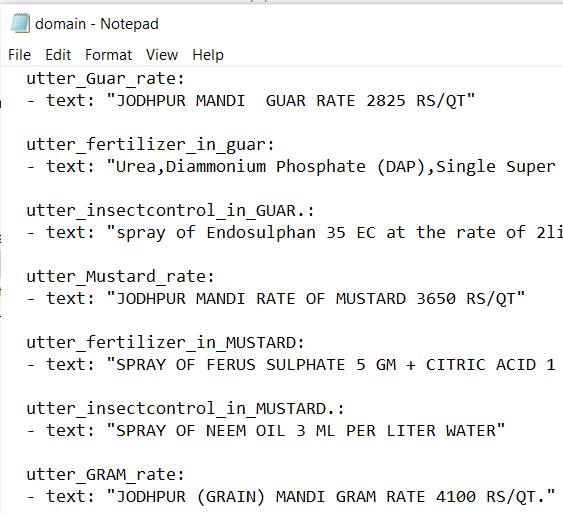 domain - Notepad
File Edit Format View Help
utter_Guar_rate:
- text: "JODHPUR MANDI  GUAR RATE 2825 RS/QT"
utter_fertilizer_in_guar:
- text: "Urea,Diammonium Phosphate (DAP),Single Super
utter_insectcontrol_in_GUAR.:
- text: "spray of Endosulphan 35 EC at the rate of 2li
utter_Mustard_rate:
- text: "JODHPUR MANDI RATE OF MUSTARD 3650 RS/QT"
utter_fertilizer_in_MUSTARD:
- text: "SPRAY OF FERUS SULPHATE 5 GM + CITRIC ACID 1
utter_insectcontrol_in_MUSTARD.:
- text: "SPRAY OF NEEM OIL 3 ML PER LITER WATER"
utter_GRAM_rate:
- text: "JODHPUR (GRAIN) MANDI GRAM RATE 4100 RS/QT."